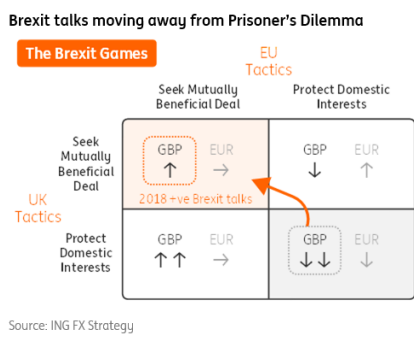 Brexit talks moving away from Prisoner's Dilemma
The Brexit Games
EU
Tactics
Seek Mutually
Beneficial Deal
Protect Domestic
Interests
UK
Tactics
Seek
Mutually
Beneficial
Deal
GBP EUR
↑ →
2018 +ve Brexit talks
GBP EUR
↓ ↑
Protect
Domestic
Interests
GBP EUR
↑↑ →
GBP EUR
↓↓ ↓
Source: ING FX Strategy